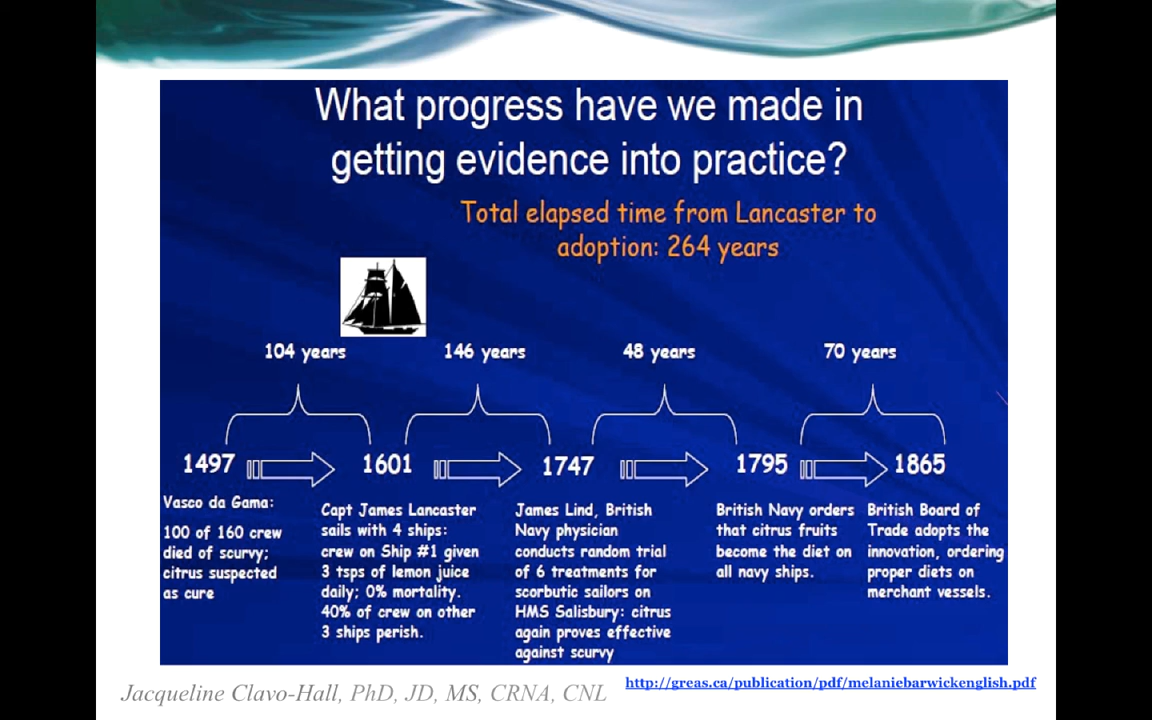 What progress have we made in
getting evidence into practice?
Total elapsed time from Lancaster to
adoption: 264 years
104 years
146 years
48 years
70 years
1497
1601
1747
1795
1865
Vasco da Gama:
100 of 160 crew
died of scurvy;
citrus suspected
as cure
Capt James Lancaster
sails with 4 ships:
crew on Ship #1 given
3 tsps of lemon juice
daily; 0% mortality.
40% of crew on other
3 ships perish.
James Lind, British
Navy physician
conducts random trial
of 6 treatments for
scorbutic sailors on
HMS Salisbury: citrus
again proves effective
against scurvy
British Navy orders
that citrus fruits
become the diet on
all navy ships.
British Board of
Trade adopts the
innovation, ordering
proper diets on
merchant vessels.
Jacqueline Clavo-Hall, PhD, JD, MS, CRNA, CNL
http://greas.ca/publication/pdf/melaniebarwickenglish.pdf